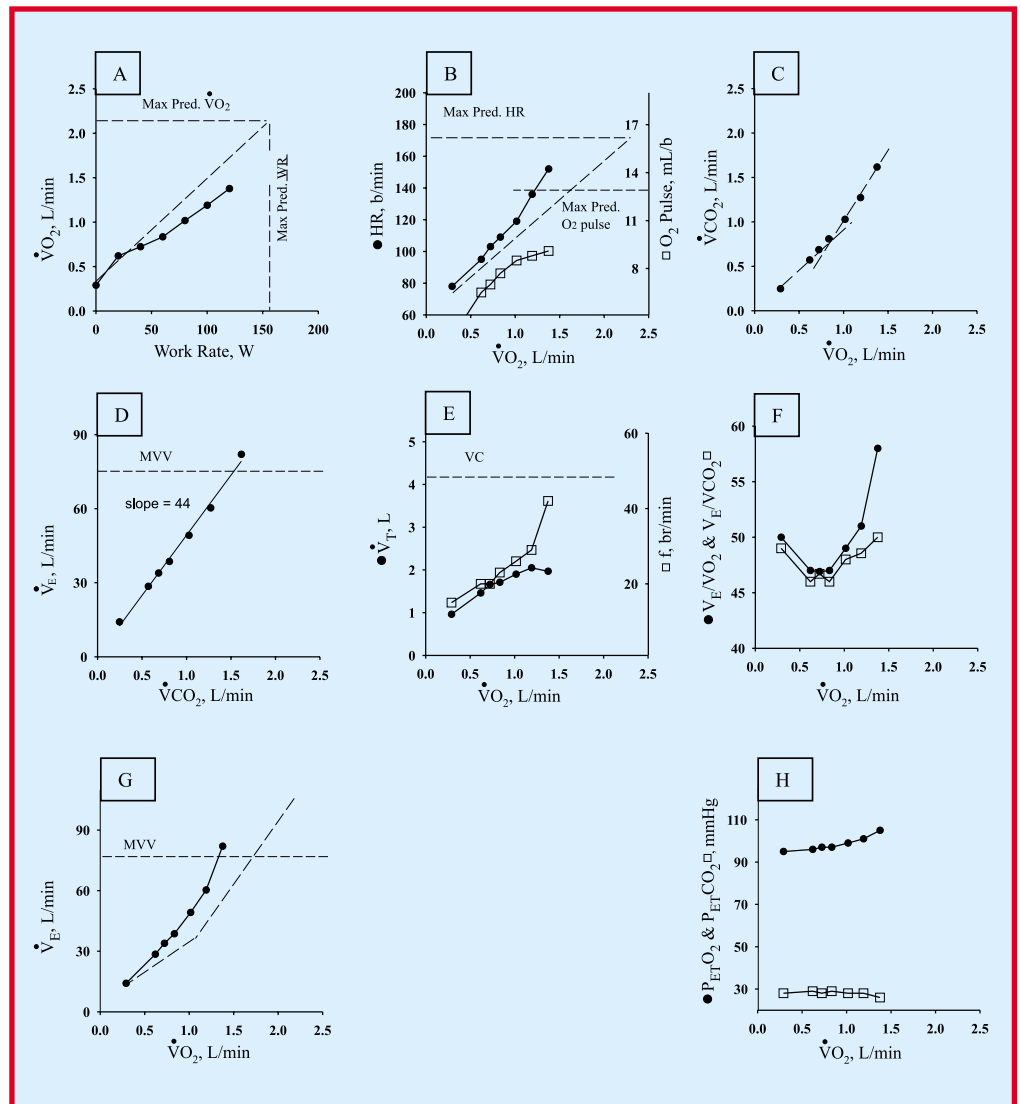 A
Max Pred. V̇O₂
Max Pred. WR
V̇O₂, L/min
2.5
2.0
1.5
1.0
0.5
0.0
0 50 100 150 200
Work Rate, W
B
Max Pred. HR
Max Pred.
O₂ pulse
● HR, b/min
200
180
160
140
120
100
80
60
17
14
11
8
□ O₂ Pulse, mL/b
0.0 0.5 1.0 1.5 2.0 2.5
V̇O₂, L/min
C
V̇CO₂, L/min
2.5
2.0
1.5
1.0
0.5
0.0
0.0 0.5 1.0 1.5 2.0 2.5
V̇O₂, L/min
D
MVV
slope = 44
V̇E, L/min
90
60
30
0
0.0 0.5 1.0 1.5 2.0 2.5
V̇CO₂, L/min
E
VC
● V̇T, L
5
4
3
2
1
0
60
40
20
□ f, br/min
0.0 0.5 1.0 1.5 2.0 2.5
V̇O₂, L/min
F
● VE/VO₂ & VE/VCO₂ □
60
55
50
45
40
0.0 0.5 1.0 1.5 2.0 2.5
V̇O₂, L/min
G
MVV
V̇E, L/min
90
60
30
0
0.0 0.5 1.0 1.5 2.0 2.5
V̇O₂, L/min
H
● PETO₂ & PETCO₂ □, mmHg
110
90
70
50
30
0.0 0.5 1.0 1.5 2.0 2.5
V̇O₂, L/min